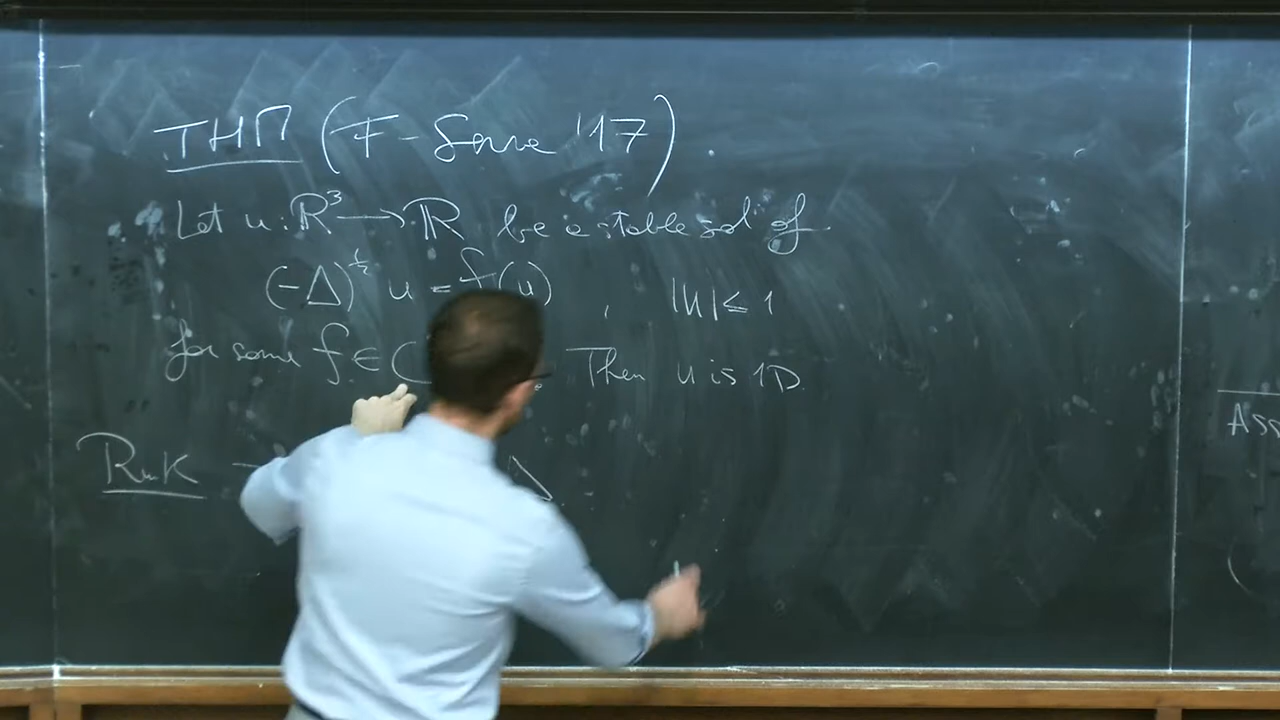 THM (F-Serra '17)
Let u: ℝ³ → ℝ be a stable sol of
(-Δ)^½ u = f(u) , |u| ≤ 1
for some f ∈ C . Then u is 1D
Rmk Δ
Ass